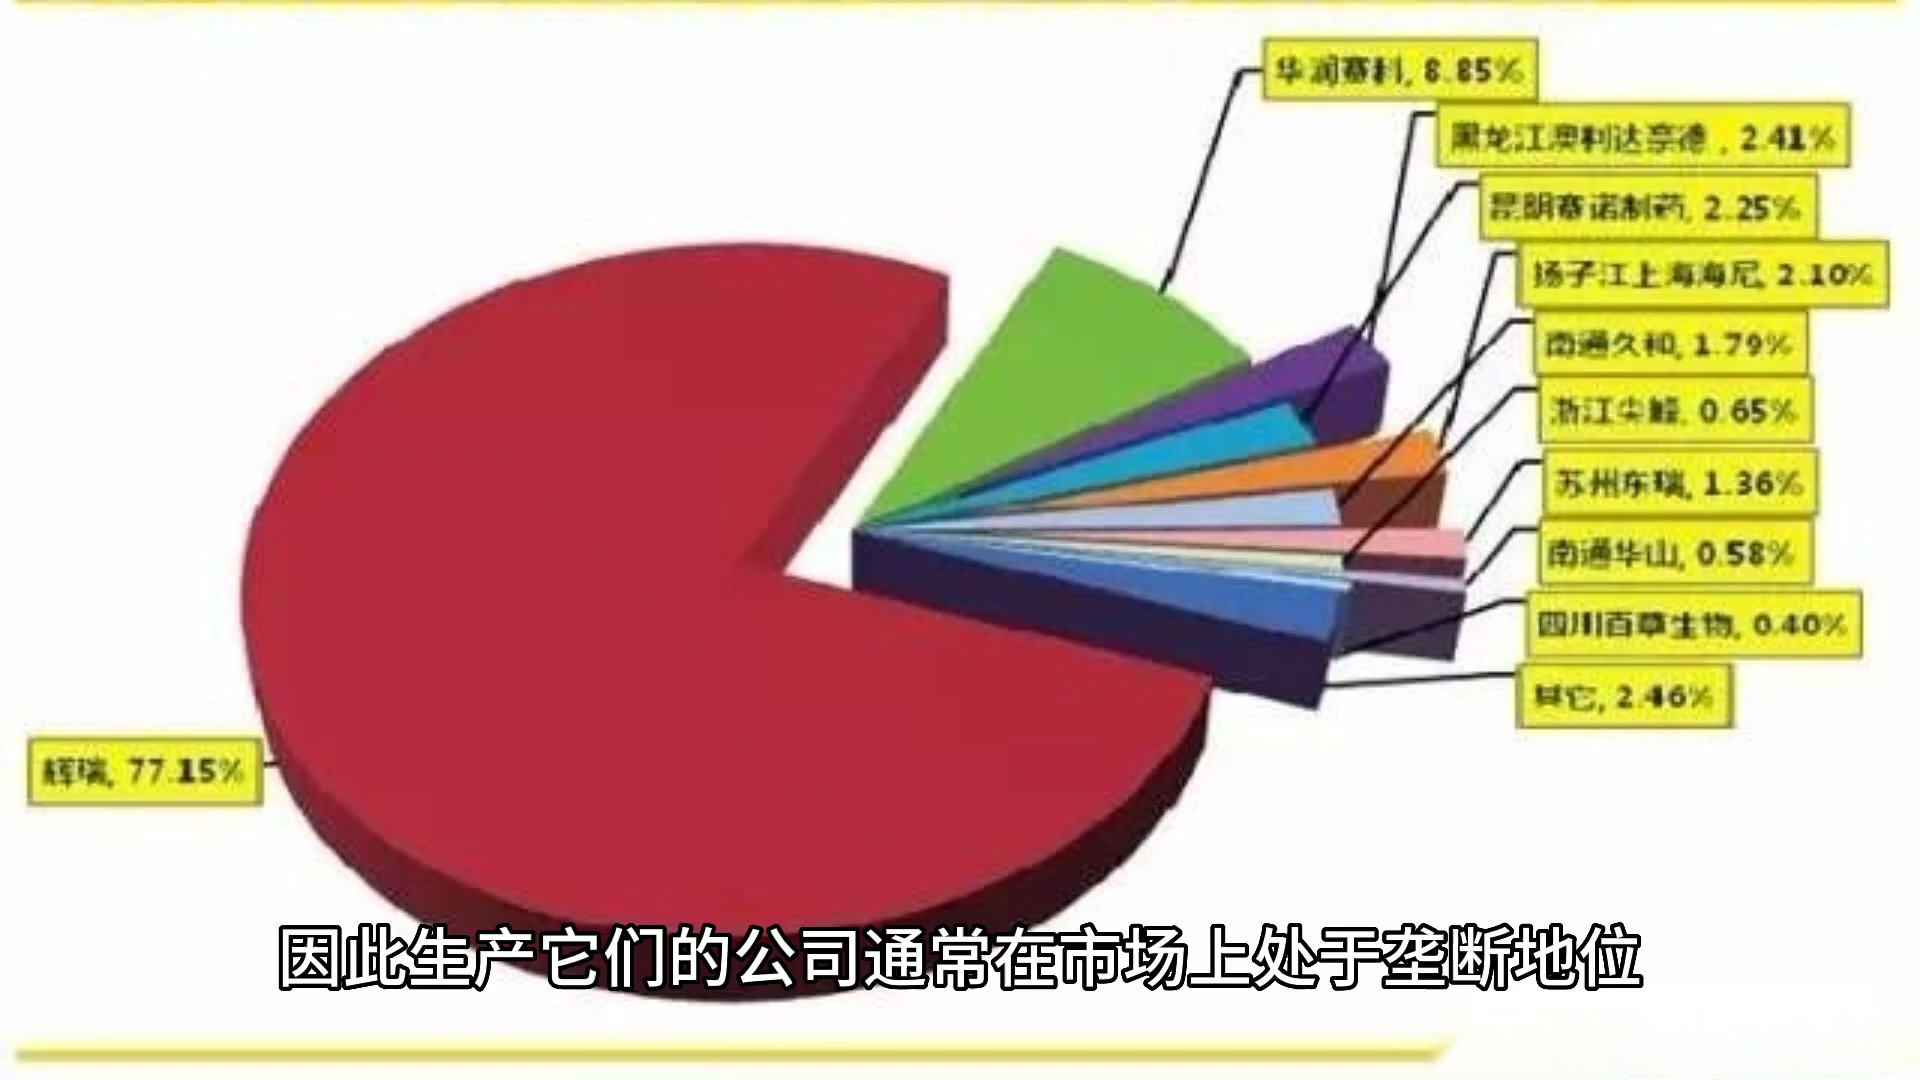 华润赛科, 8.85%
黑龙江澳利达奈德, 2.41%
昆明赛诺制药, 2.25%
扬子江上海海尼, 2.10%
南通久和, 1.79%
浙江尖峰, 0.65%
苏州东瑞, 1.36%
南通华山, 0.58%
四川百草生物, 0.40%
其它, 2.46%
辉瑞, 77.15%
因此生产它们的公司通常在市场上处于垄断地位